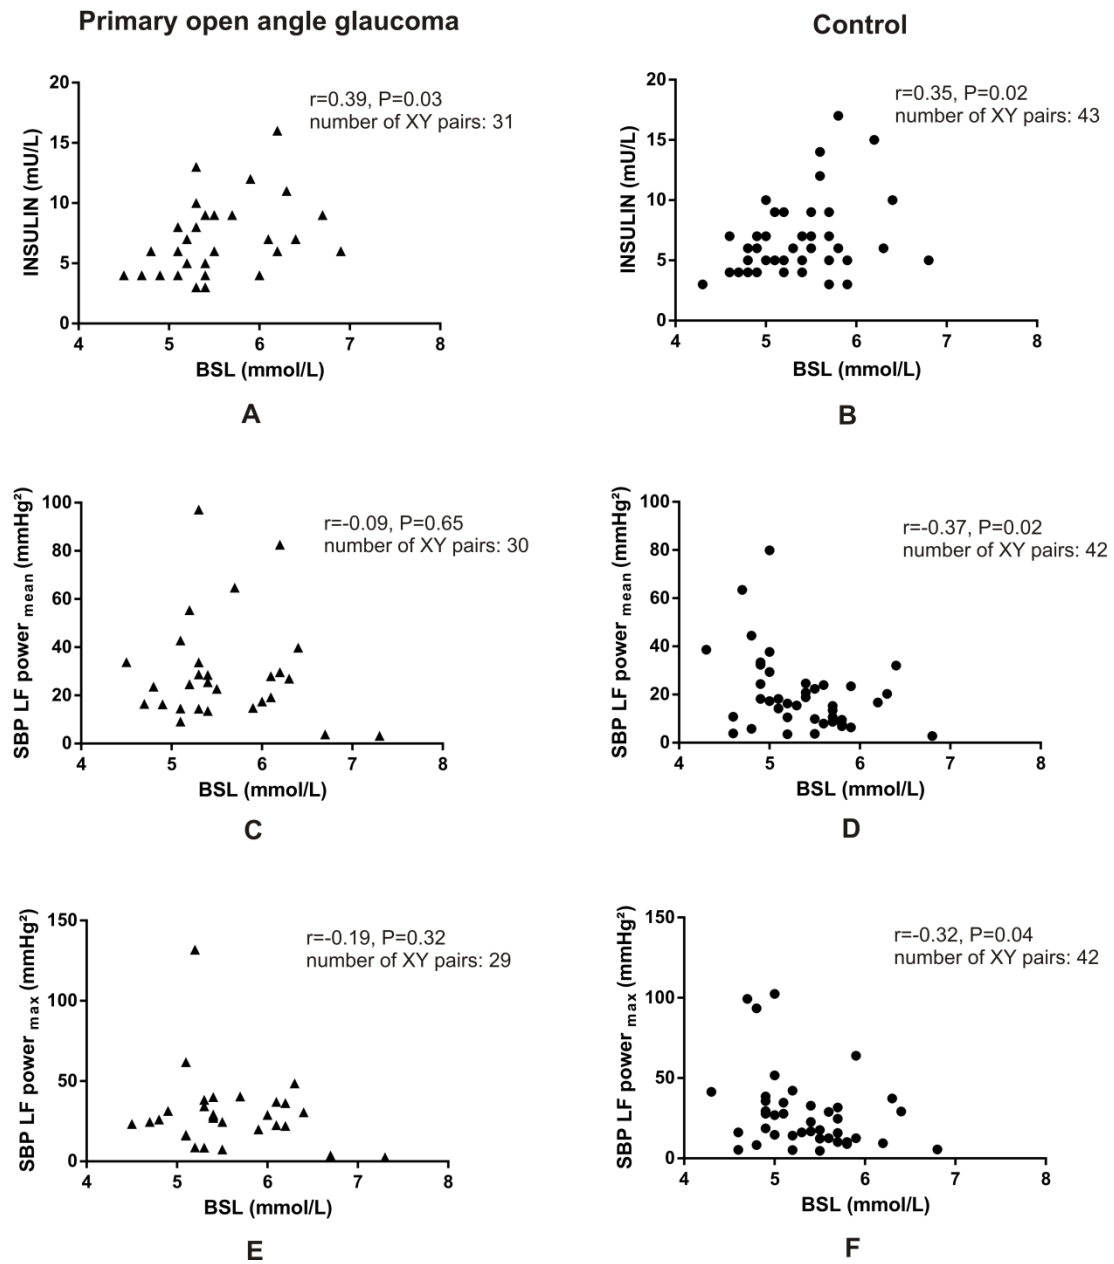 Primary open angle glaucoma
Control
r=0.39, P=0.03
number of XY pairs: 31
INSULIN (mU/L)
20
15
10
5
0
4 5 6 7 8
BSL (mmol/L)
A
r=0.35, P=0.02
number of XY pairs: 43
INSULIN (mU/L)
20
15
10
5
0
4 5 6 7 8
BSL (mmol/L)
B
r=-0.09, P=0.65
number of XY pairs: 30
SBP LF power mean (mmHg²)
100
80
60
40
20
0
4 5 6 7 8
BSL (mmol/L)
C
r=-0.37, P=0.02
number of XY pairs: 42
SBP LF power mean (mmHg²)
100
80
60
40
20
0
4 5 6 7 8
BSL (mmol/L)
D
r=-0.19, P=0.32
number of XY pairs: 29
SBP LF power max (mmHg²)
150
100
50
0
4 5 6 7 8
BSL (mmol/L)
E
r=-0.32, P=0.04
number of XY pairs: 42
SBP LF power max (mmHg²)
150
100
50
0
4 5 6 7 8
BSL (mmol/L)
F